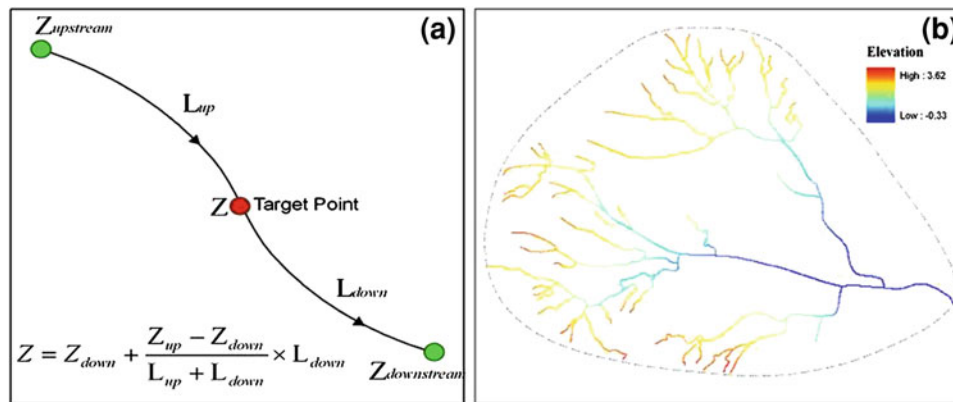 Zupstream
(a)
Lup
Z Target Point
Ldown
Z = Zdown + (Zup − Zdown) / (Lup + Ldown) × Ldown
Zdownstream
(b)
Elevation
High : 3.62
Low : -0.33